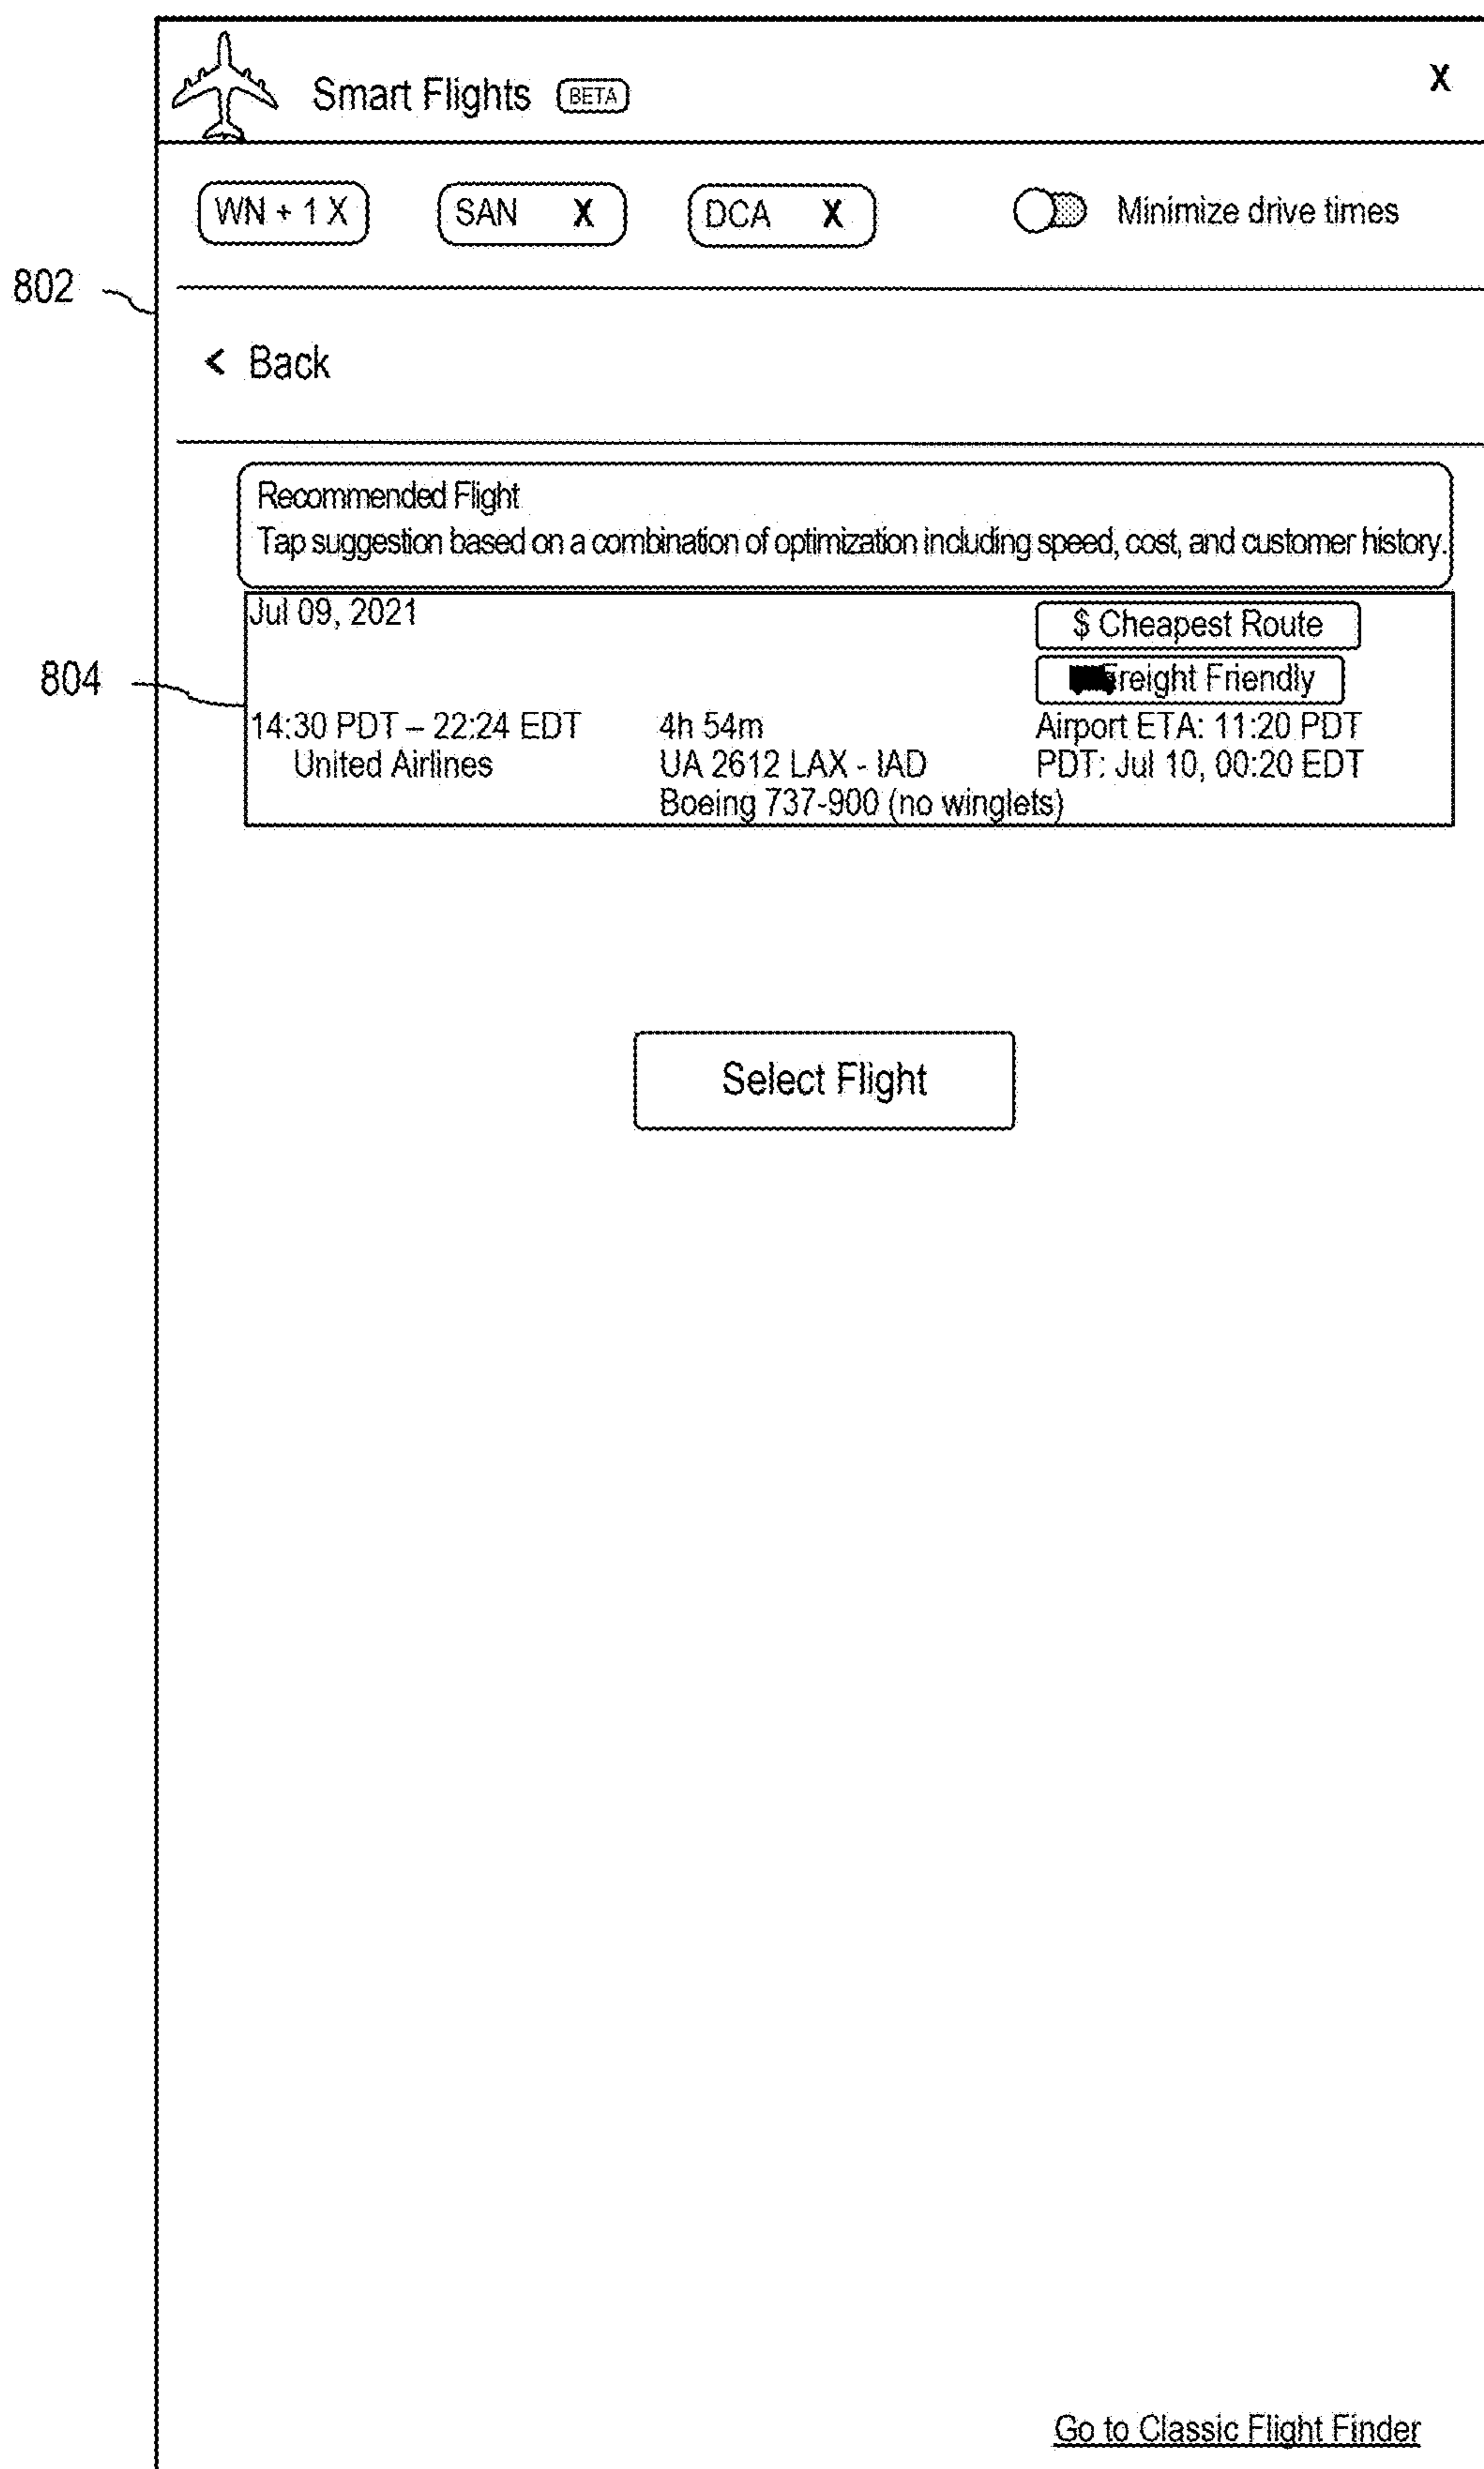 Smart Flights BETA X
WN + 1 X SAN X DCA X Minimize drive times
802
< Back
Recommended Flight
Tap suggestion based on a combination of optimization including speed, cost, and customer history.
Jul 09, 2021 $ Cheapest Route
804 Freight Friendly
14:30 PDT – 22:24 EDT 4h 54m Airport ETA: 11:20 PDT
United Airlines UA 2612 LAX - IAD PDT: Jul 10, 00:20 EDT
Boeing 737-900 (no winglets)
Select Flight
Go to Classic Flight Finder